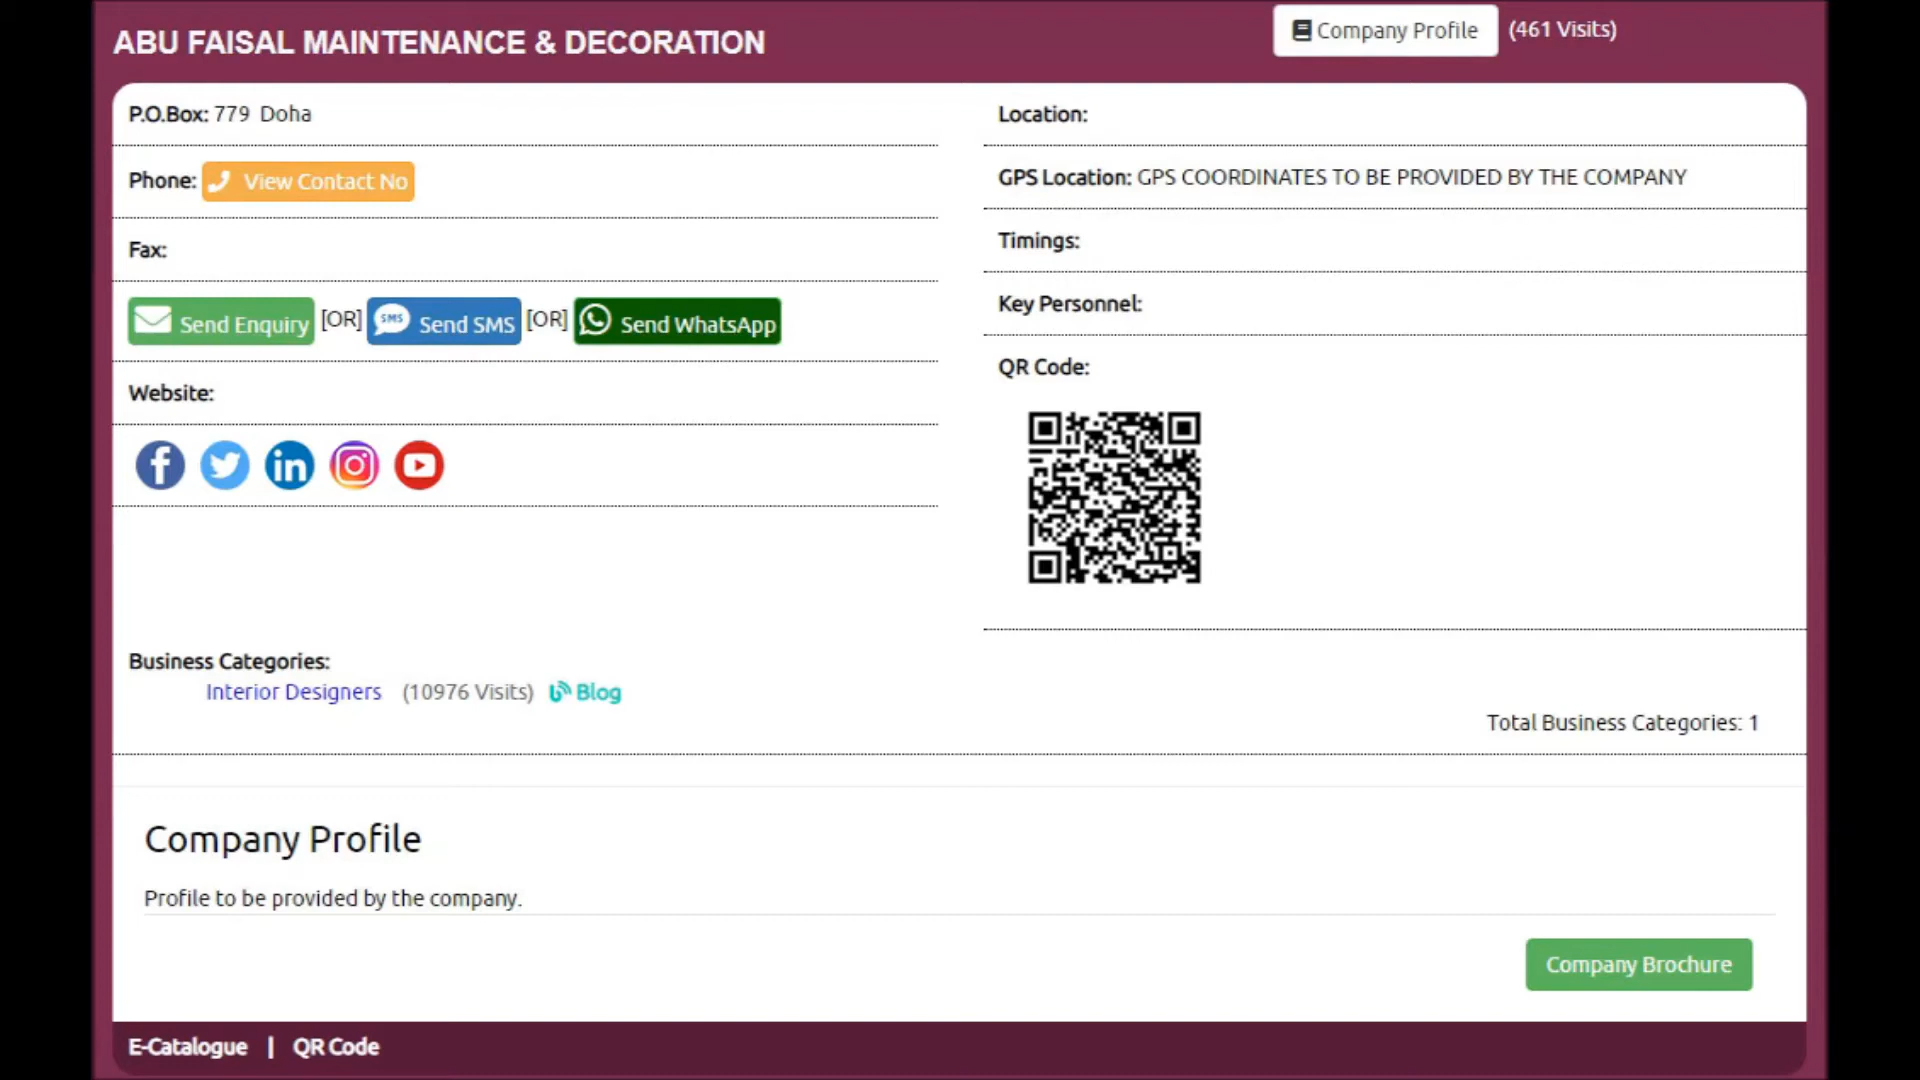 ABU FAISAL MAINTENANCE & DECORATION
Company Profile (461 Visits)
P.O.Box: 779 Doha
Location:
Phone: View Contact No
GPS Location: GPS COORDINATES TO BE PROVIDED BY THE COMPANY
Fax:
Timings:
Send Enquiry [OR] SMS Send SMS [OR] Send WhatsApp
Key Personnel:
Website:
QR Code:
Business Categories:
Interior Designers (10976 Visits) Blog
Total Business Categories: 1
Company Profile
Profile to be provided by the company.
Company Brochure
E-Catalogue | QR Code